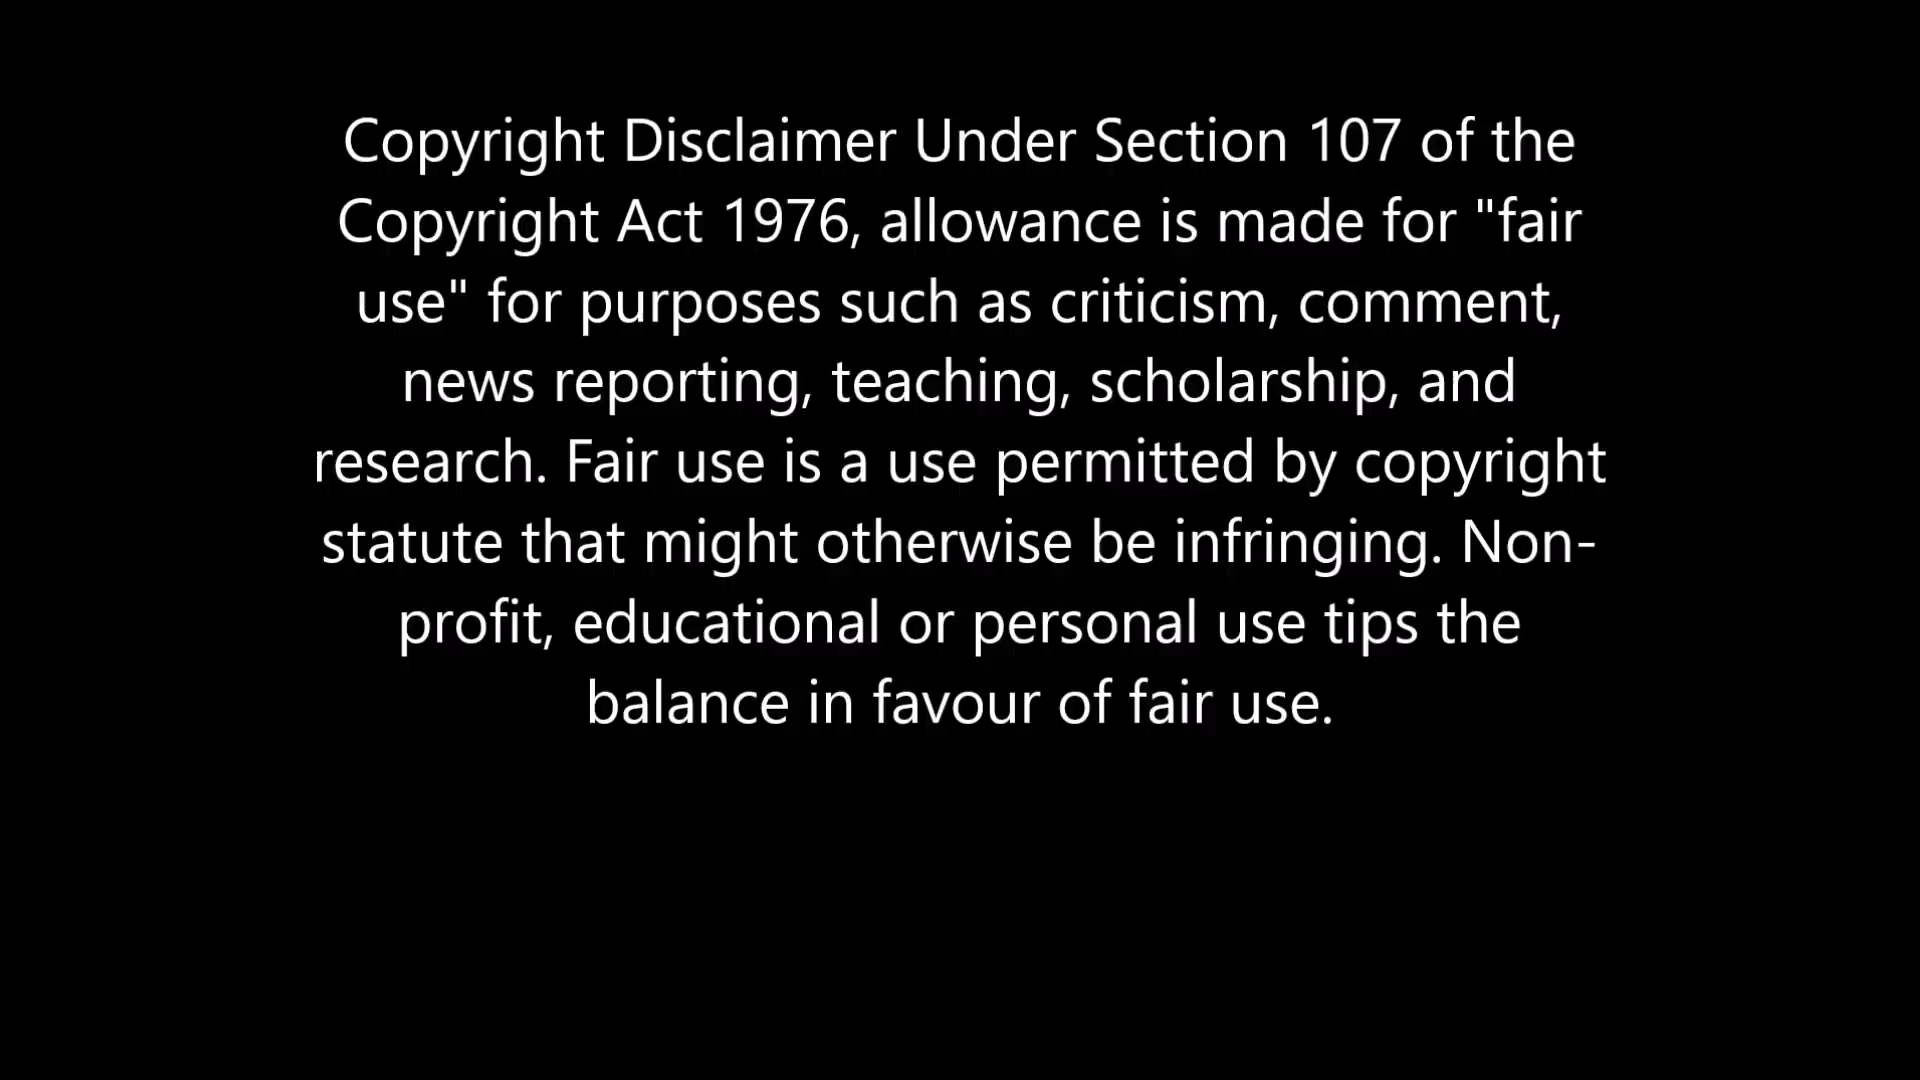 Copyright Disclaimer Under Section 107 of the
Copyright Act 1976, allowance is made for "fair
use" for purposes such as criticism, comment,
news reporting, teaching, scholarship, and
research. Fair use is a use permitted by copyright
statute that might otherwise be infringing. Non-
profit, educational or personal use tips the
balance in favour of fair use.